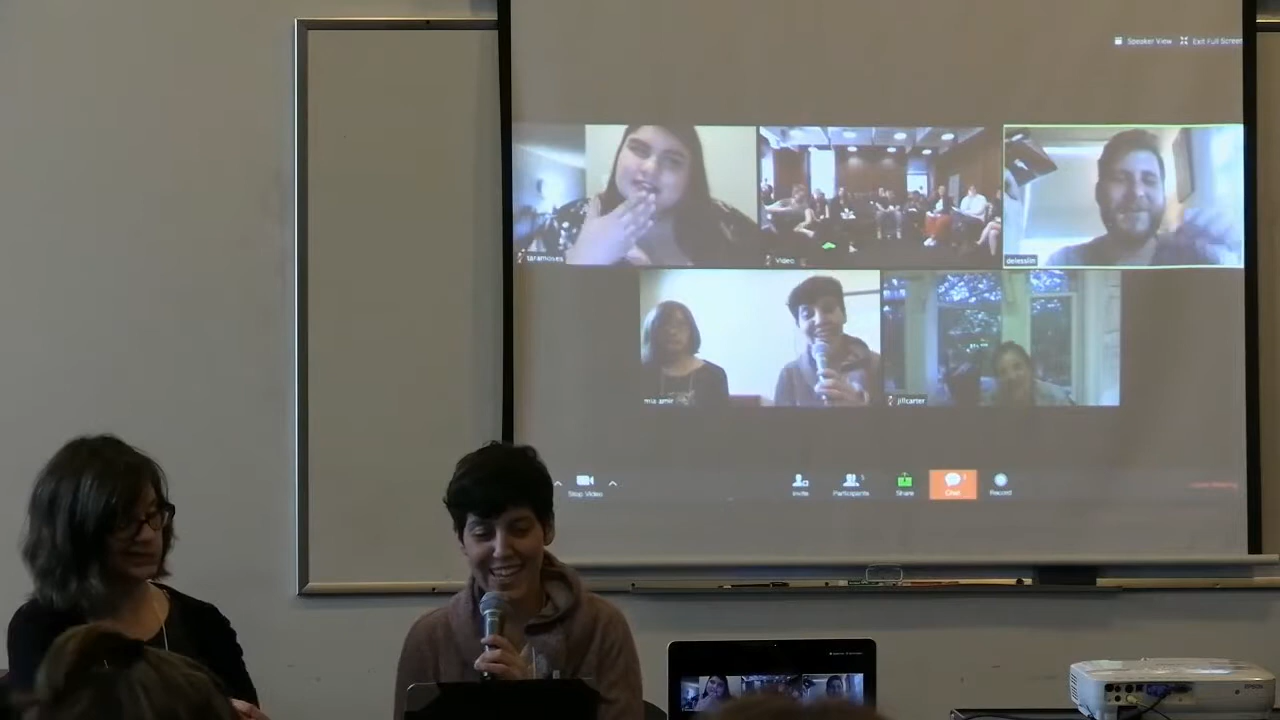 Speaker View Exit Full Screen
taramoses
Video
delesslin
mia amir
jillcarter
Stop Video Invite Participants Share Chat Record
EPSON